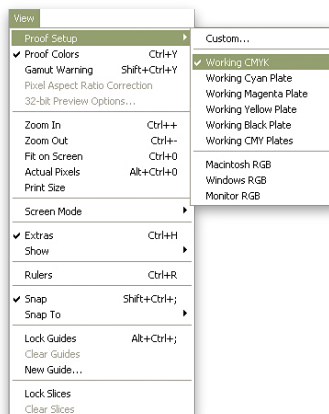 View
Proof Setup
Proof Colors Ctrl+Y
Gamut Warning Shift+Ctrl+Y
Pixel Aspect Ratio Correction
32-bit Preview Options...
Zoom In Ctrl++
Zoom Out Ctrl+-
Fit on Screen Ctrl+0
Actual Pixels Alt+Ctrl+0
Print Size
Screen Mode
Extras Ctrl+H
Show
Rulers Ctrl+R
Snap Shift+Ctrl+;
Snap To
Lock Guides Alt+Ctrl+;
Clear Guides
New Guide...
Lock Slices
Clear Slices
Custom...
Working CMYK
Working Cyan Plate
Working Magenta Plate
Working Yellow Plate
Working Black Plate
Working CMY Plates
Macintosh RGB
Windows RGB
Monitor RGB